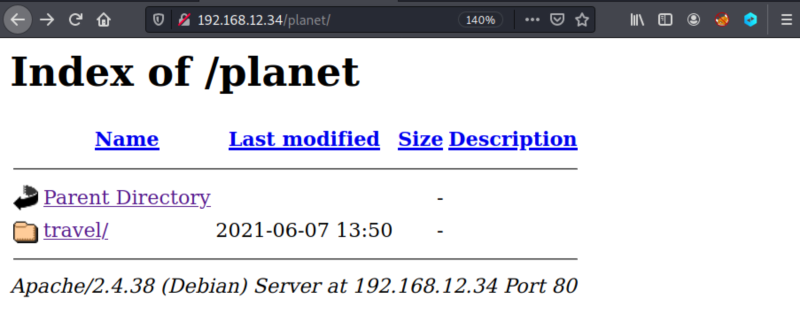 192.168.12.34/planet/ 140%
Index of /planet
Name Last modified Size Description
Parent Directory -
travel/ 2021-06-07 13:50 -
Apache/2.4.38 (Debian) Server at 192.168.12.34 Port 80